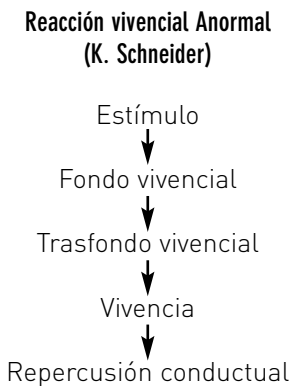 Reacción vivencial Anormal
(K. Schneider)
Estímulo
Fondo vivencial
Trasfondo vivencial
Vivencia
Repercusión conductual